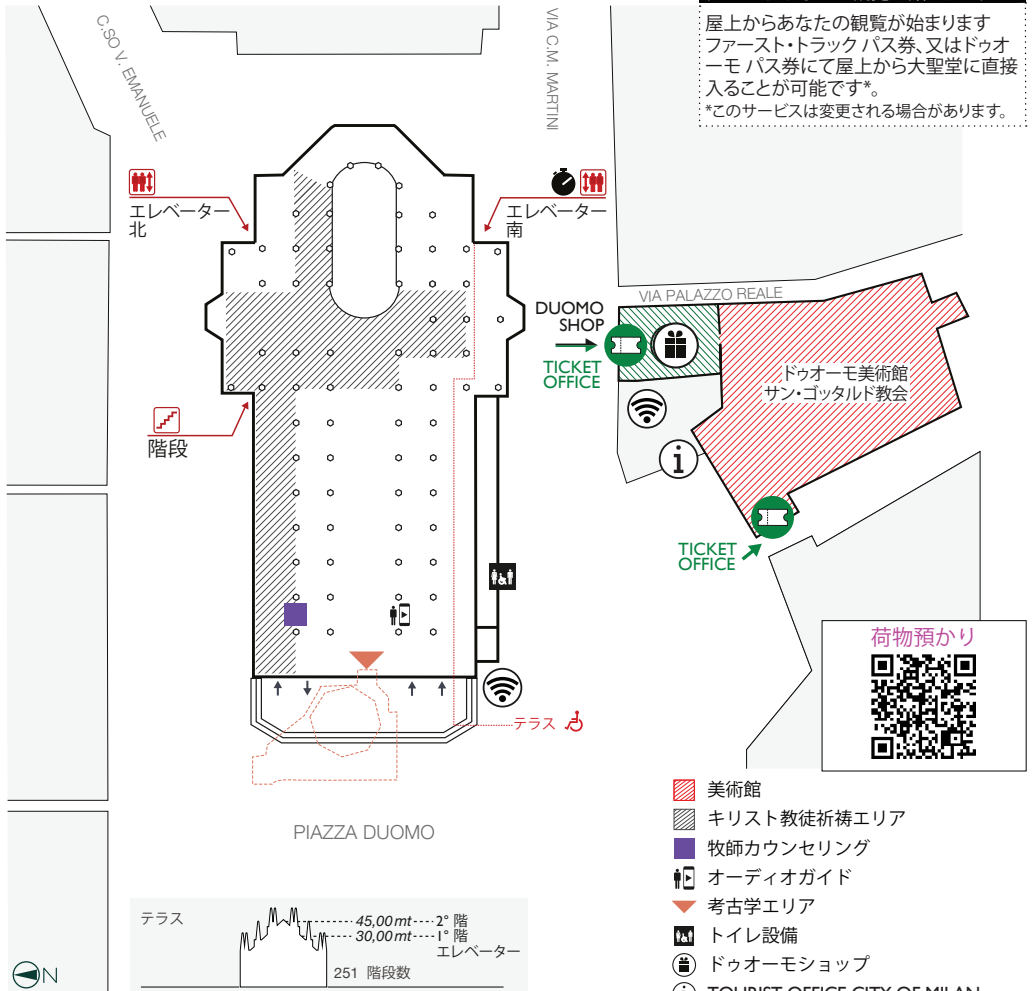 屋上からあなたの観覧が始まります
ファースト・トラック パス券、又はドゥオ
ーモ パス券にて屋上から大聖堂に直接
入ることが可能です*。
*このサービスは変更される場合があります。
C.SO V. EMANUELE
VIA C.M. MARTINI
エレベーター
北
エレベーター
南
VIA PALAZZO REALE
DUOMO
SHOP
TICKET
OFFICE
ドゥオーモ美術館
サン・ゴッタルド教会
階段
i
TICKET
OFFICE
荷物預かり
テラス
PIAZZA DUOMO
美術館
キリスト教徒祈祷エリア
牧師カウンセリング
オーディオガイド
考古学エリア
トイレ設備
ドゥオーモショップ
TOURIST OFFICE CITY OF MILAN
テラス
45,00 mt 2° 階
30,00 mt 1° 階
エレベーター
251 階段数
N